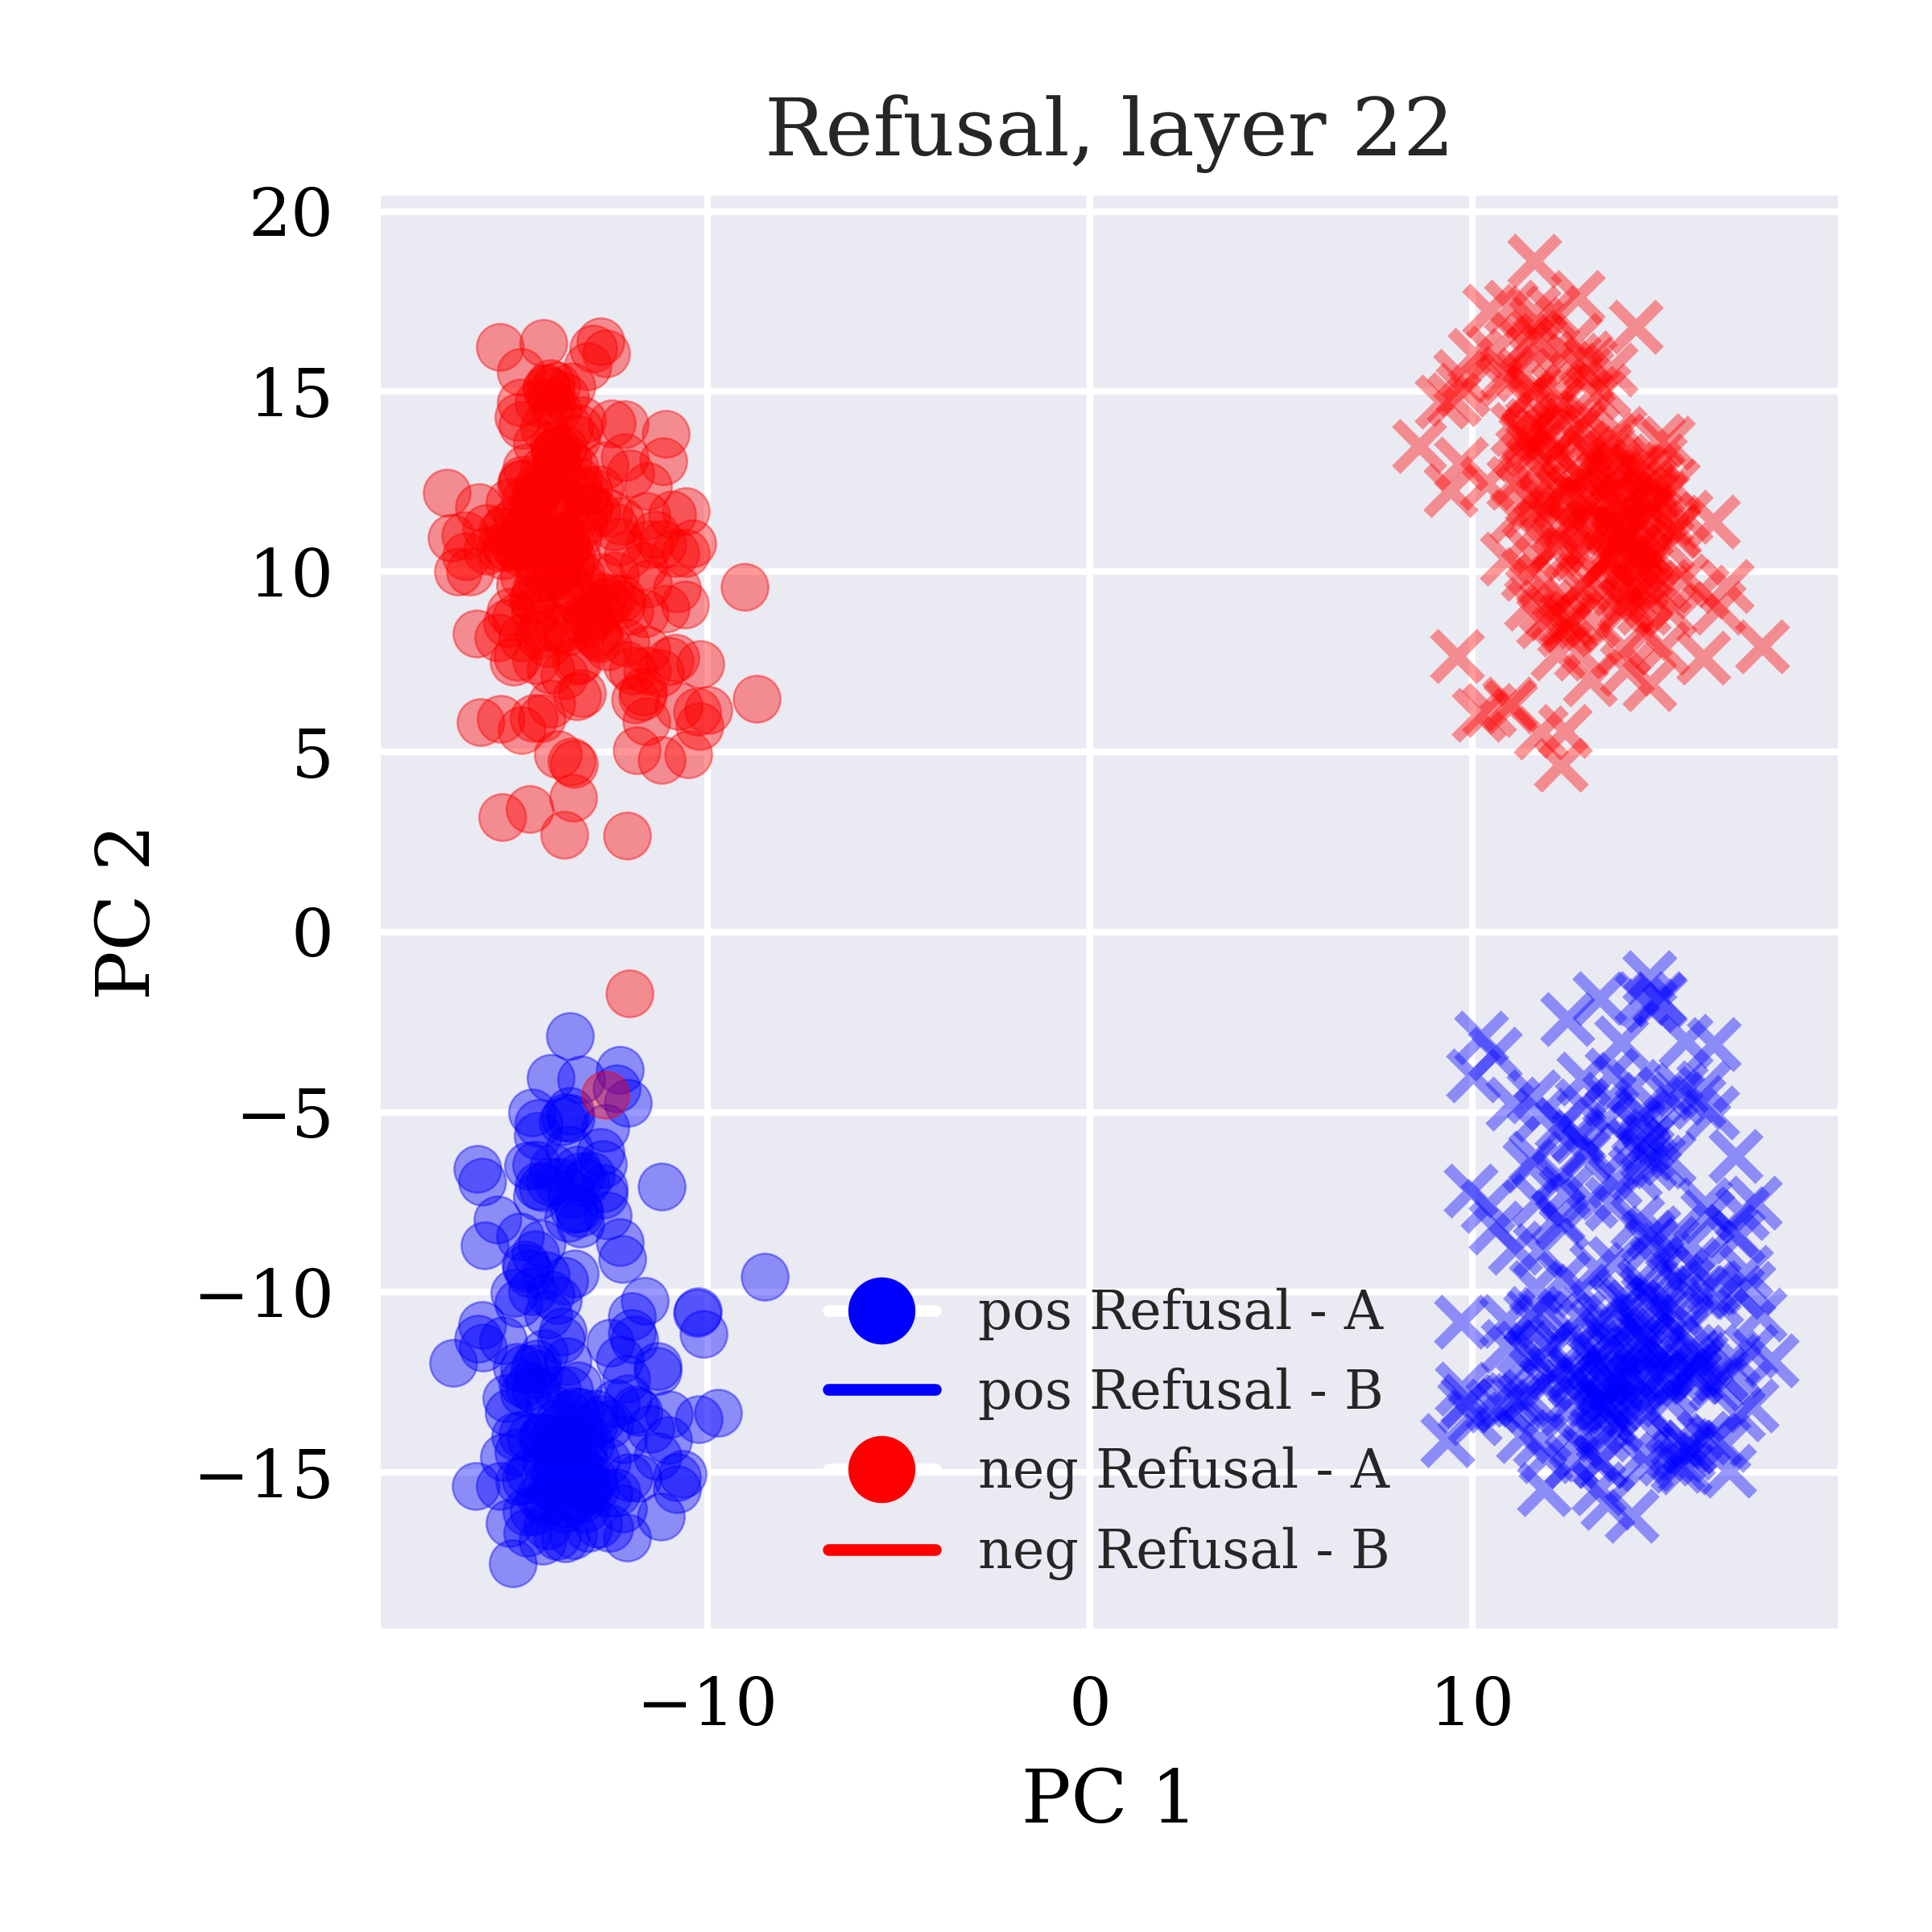 Refusal, layer 22
20
15
10
5
0
−5
−10
−15
PC 2
pos Refusal - A
pos Refusal - B
neg Refusal - A
neg Refusal - B
−10 0 10
PC 1